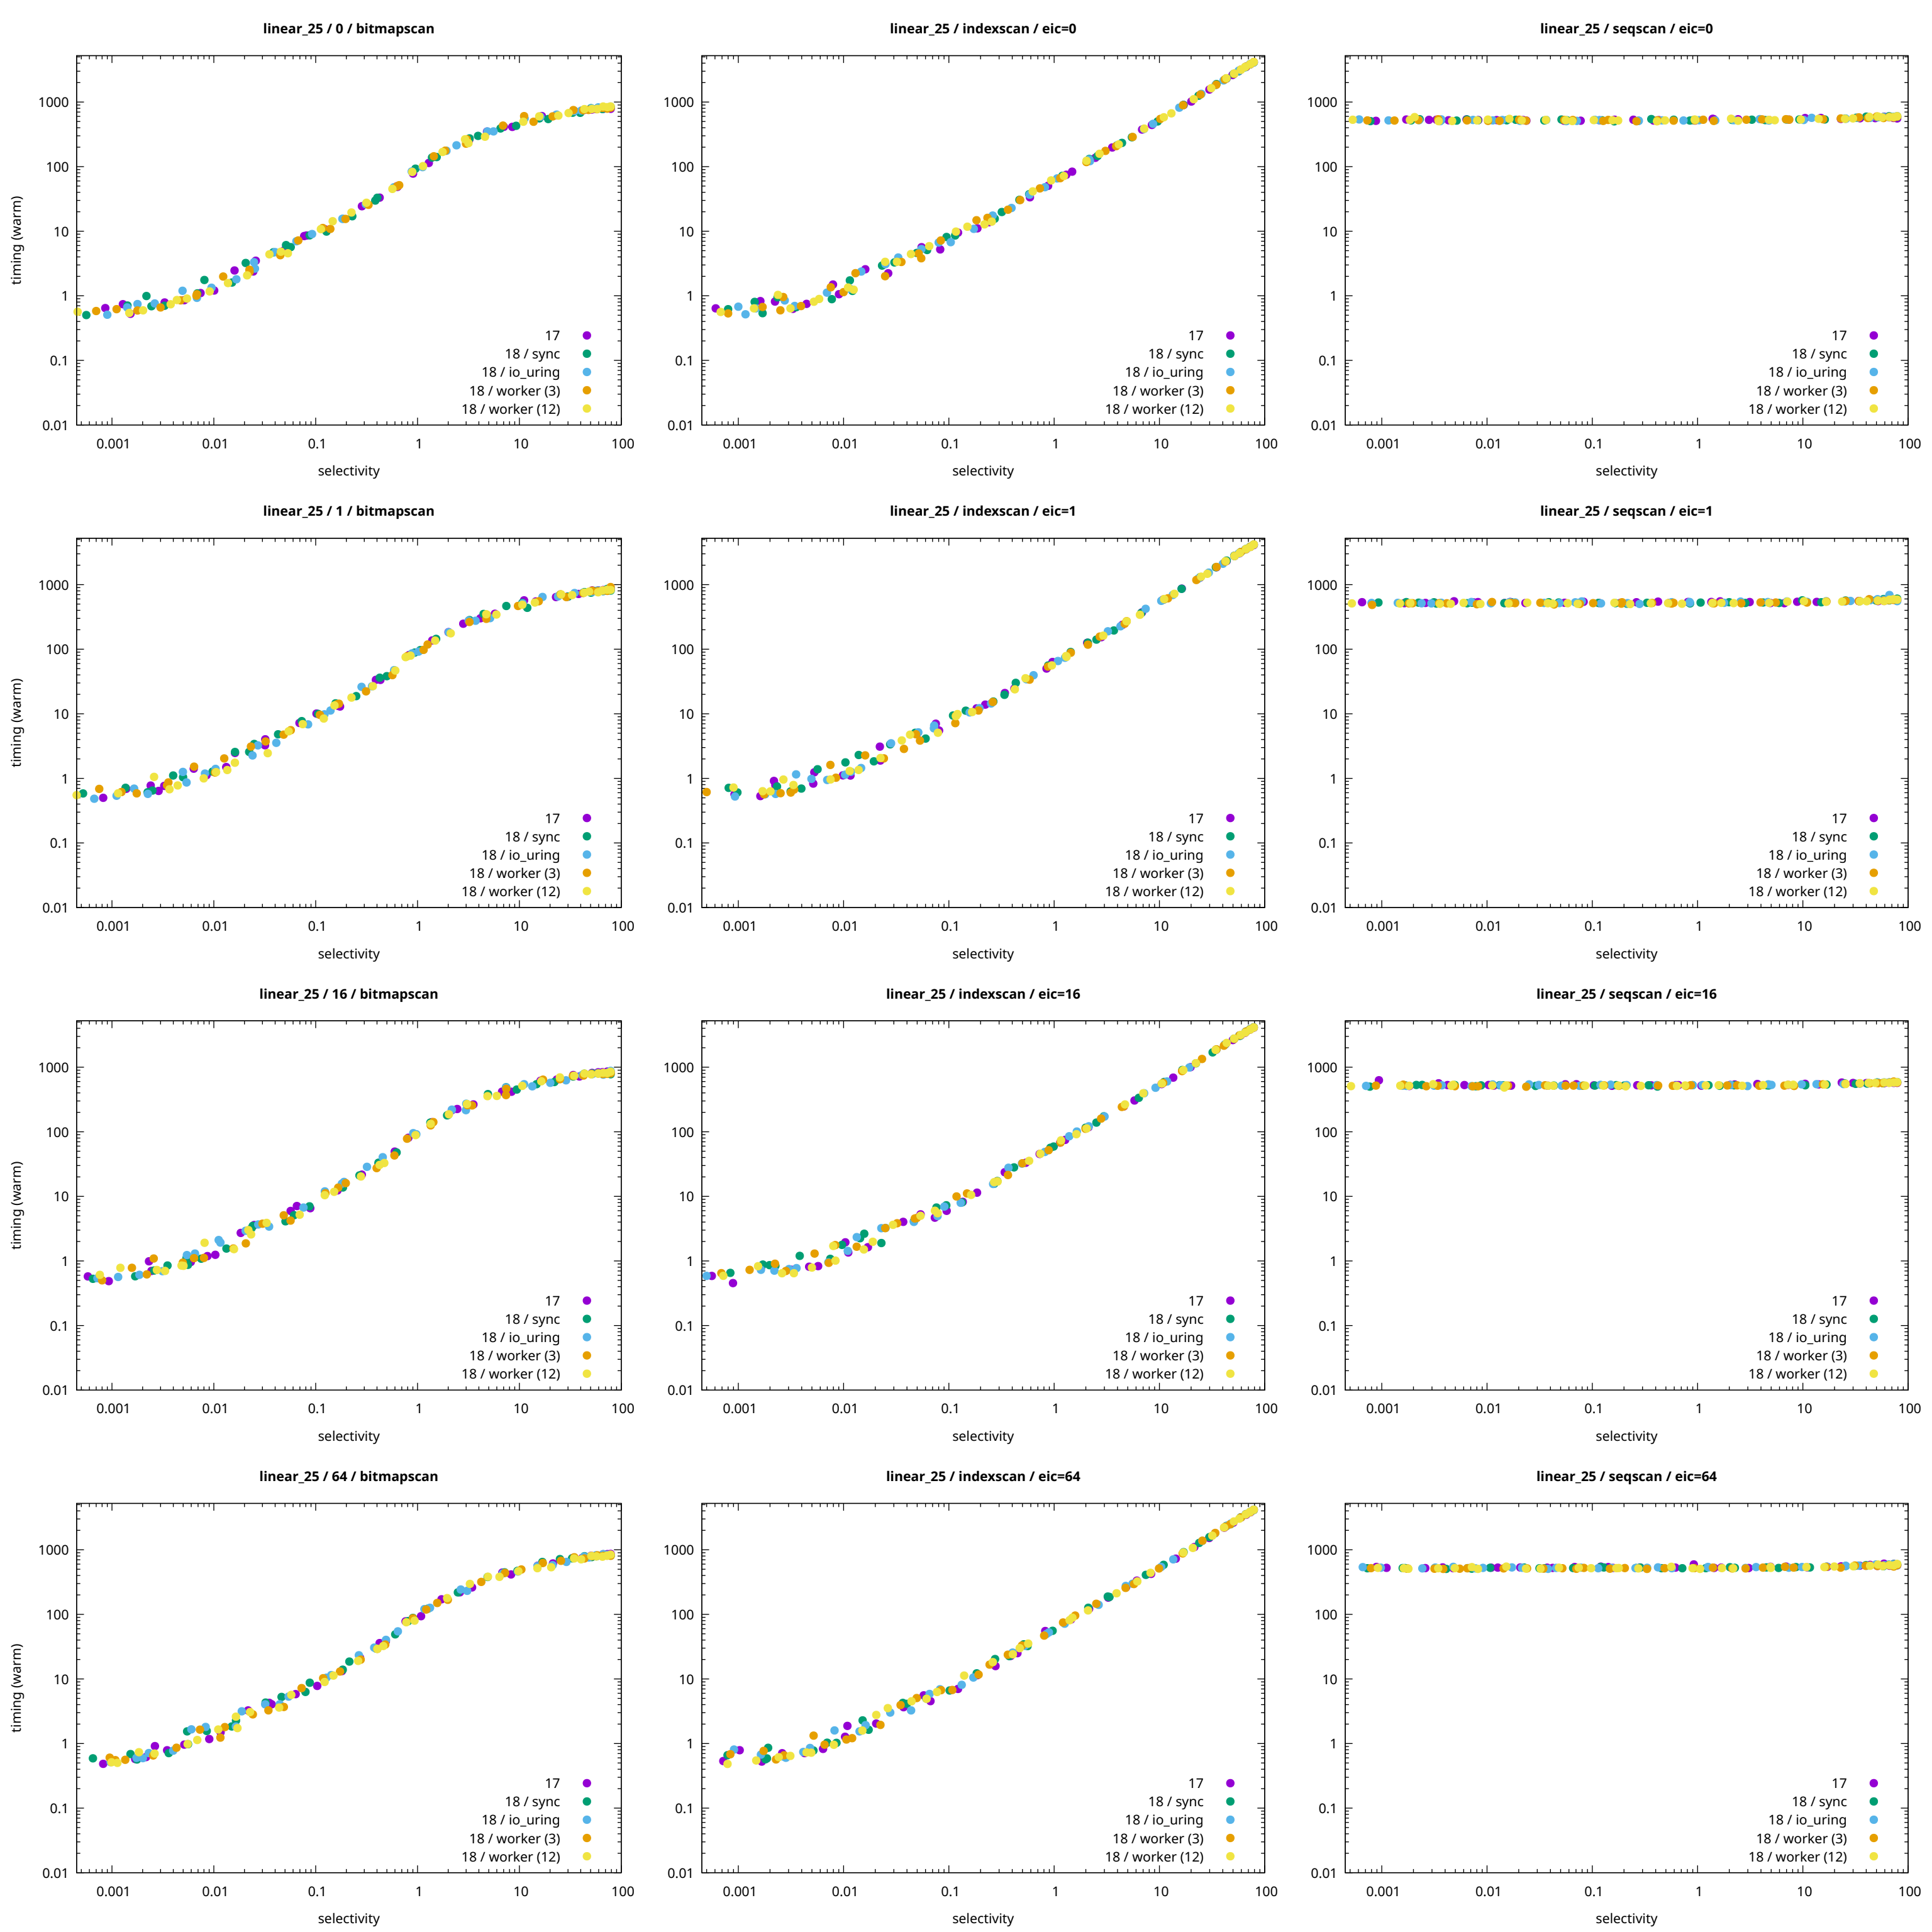 linear_25 / 0 / bitmapscan
timing (warm)
1000
100
10
1
0.1
0.01
17
18 / sync
18 / io_uring
18 / worker (3)
18 / worker (12)
0.001 0.01 0.1 1 10 100
selectivity
linear_25 / indexscan / eic=0
1000
100
10
1
0.1
0.01
17
18 / sync
18 / io_uring
18 / worker (3)
18 / worker (12)
0.001 0.01 0.1 1 10 100
selectivity
linear_25 / seqscan / eic=0
1000
100
10
1
0.1
0.01
17
18 / sync
18 / io_uring
18 / worker (3)
18 / worker (12)
0.001 0.01 0.1 1 10 100
selectivity
linear_25 / 1 / bitmapscan
timing (warm)
1000
100
10
1
0.1
0.01
17
18 / sync
18 / io_uring
18 / worker (3)
18 / worker (12)
0.001 0.01 0.1 1 10 100
selectivity
linear_25 / indexscan / eic=1
1000
100
10
1
0.1
0.01
17
18 / sync
18 / io_uring
18 / worker (3)
18 / worker (12)
0.001 0.01 0.1 1 10 100
selectivity
linear_25 / seqscan / eic=1
1000
100
10
1
0.1
0.01
17
18 / sync
18 / io_uring
18 / worker (3)
18 / worker (12)
0.001 0.01 0.1 1 10 100
selectivity
linear_25 / 16 / bitmapscan
timing (warm)
1000
100
10
1
0.1
0.01
17
18 / sync
18 / io_uring
18 / worker (3)
18 / worker (12)
0.001 0.01 0.1 1 10 100
selectivity
linear_25 / indexscan / eic=16
1000
100
10
1
0.1
0.01
17
18 / sync
18 / io_uring
18 / worker (3)
18 / worker (12)
0.001 0.01 0.1 1 10 100
selectivity
linear_25 / seqscan / eic=16
1000
100
10
1
0.1
0.01
17
18 / sync
18 / io_uring
18 / worker (3)
18 / worker (12)
0.001 0.01 0.1 1 10 100
selectivity
linear_25 / 64 / bitmapscan
timing (warm)
1000
100
10
1
0.1
0.01
17
18 / sync
18 / io_uring
18 / worker (3)
18 / worker (12)
0.001 0.01 0.1 1 10 100
selectivity
linear_25 / indexscan / eic=64
1000
100
10
1
0.1
0.01
17
18 / sync
18 / io_uring
18 / worker (3)
18 / worker (12)
0.001 0.01 0.1 1 10 100
selectivity
linear_25 / seqscan / eic=64
1000
100
10
1
0.1
0.01
17
18 / sync
18 / io_uring
18 / worker (3)
18 / worker (12)
0.001 0.01 0.1 1 10 100
selectivity